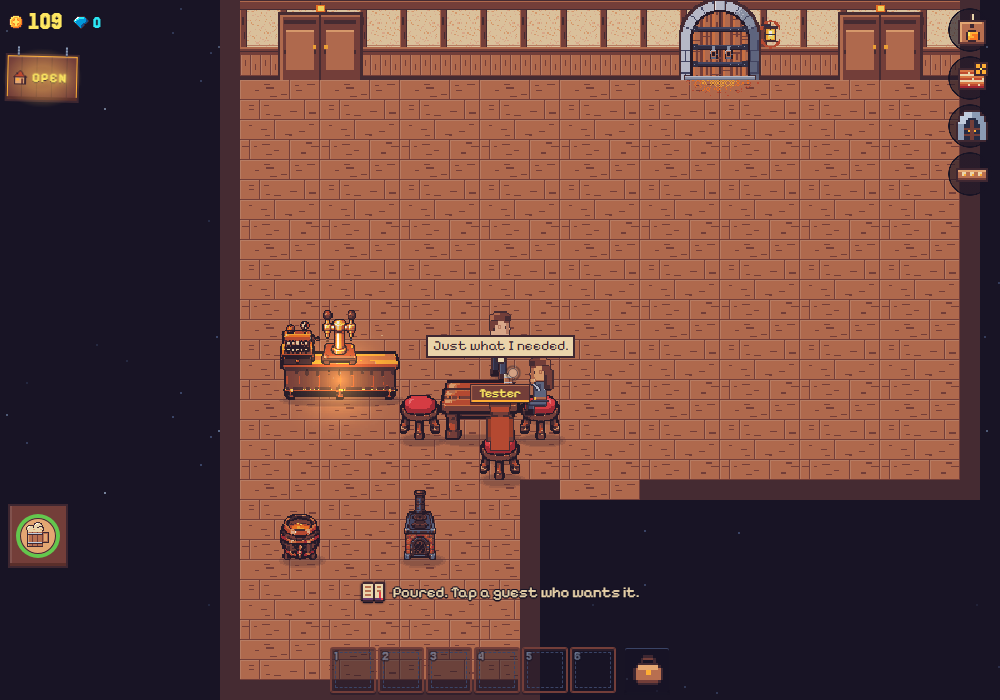 109
0
OPEN
Just what I needed.
Tester
Poured. Tap a guest who wants it.
1 2 3 4 5 6